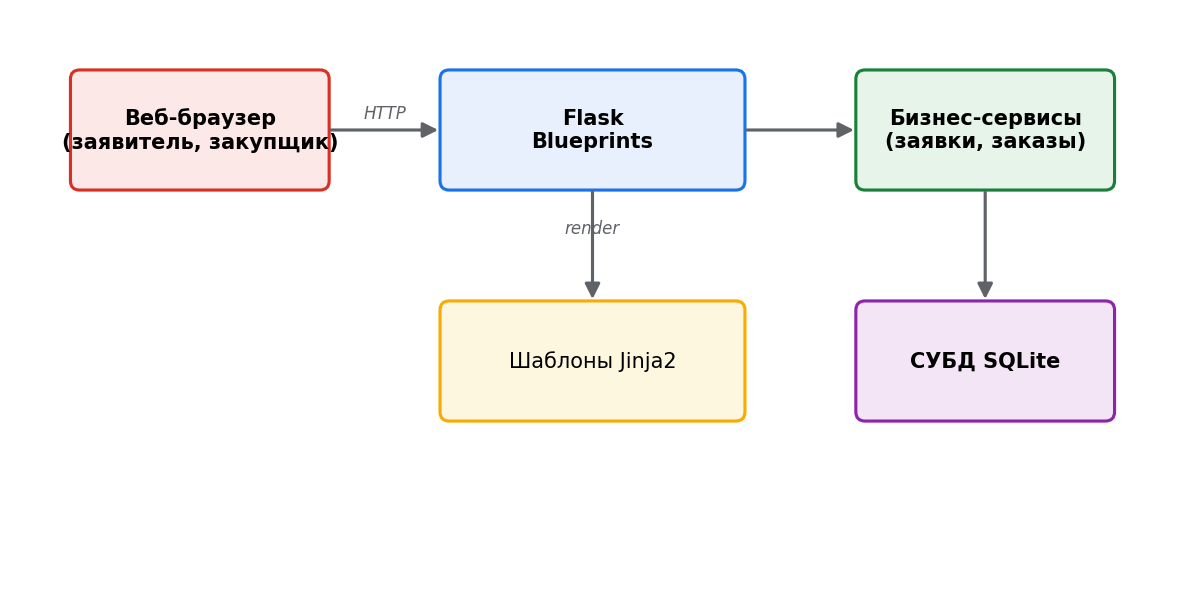 Веб-браузер
(заявитель, закупщик)
HTTP
Flask
Blueprints
Бизнес-сервисы
(заявки, заказы)
render
Шаблоны Jinja2
СУБД SQLite